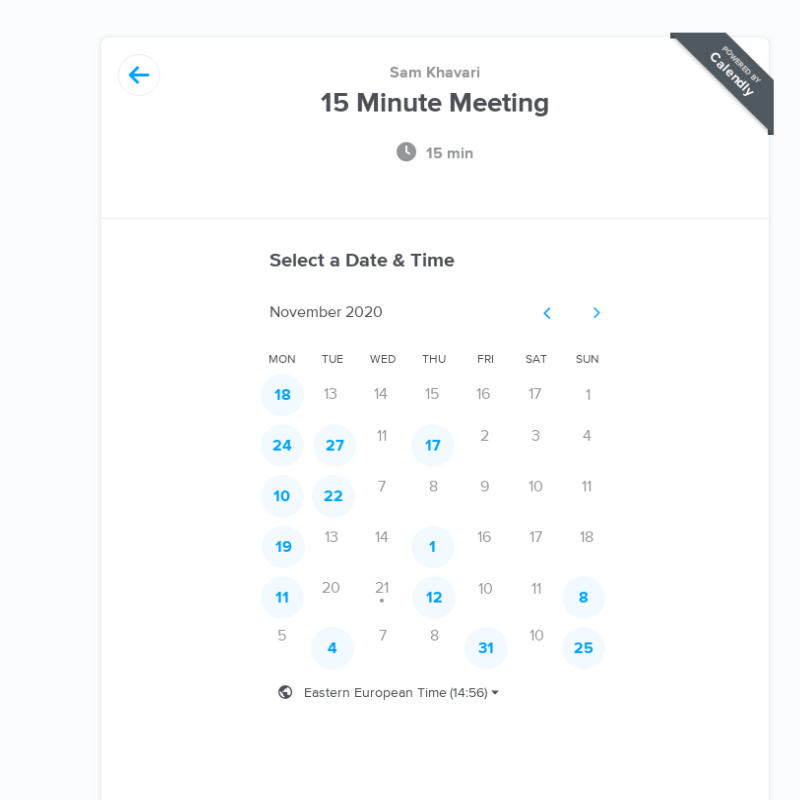 POWERED BY
Calendly
Sam Khavari
15 Minute Meeting
15 min
Select a Date & Time
November 2020
MON TUE WED THU FRI SAT SUN
18 13 14 15 16 17 1
24 27 11 17 2 3 4
10 22 7 8 9 10 11
19 13 14 1 16 17 18
11 20 21 12 10 11 8
5 4 7 8 31 10 25
Eastern European Time (14:56)